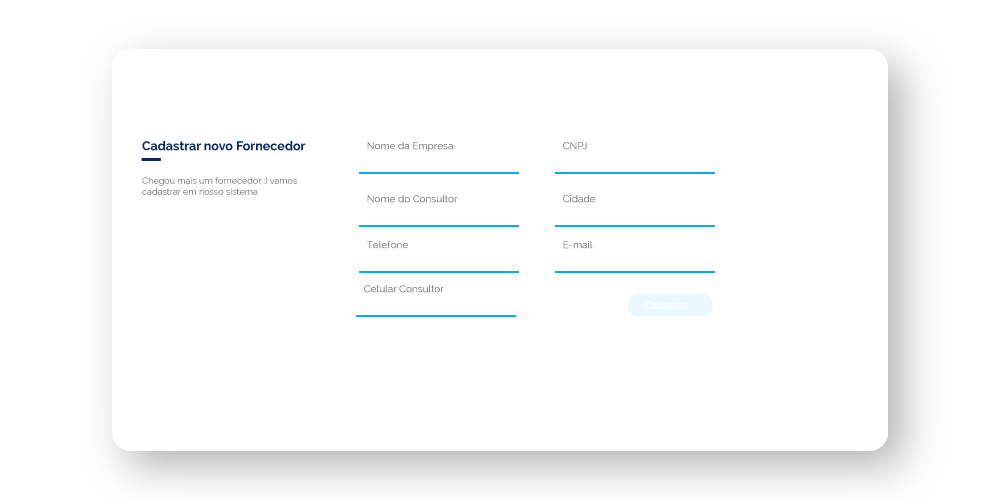 Cadastrar novo Fornecedor
Chegou mais um fornecedor :) vamos
cadastrar em nosso sistema
Nome da Empresa
CNPJ
Nome do Consultor
Cidade
Telefone
E-mail
Celular Consultor
Cadastrar